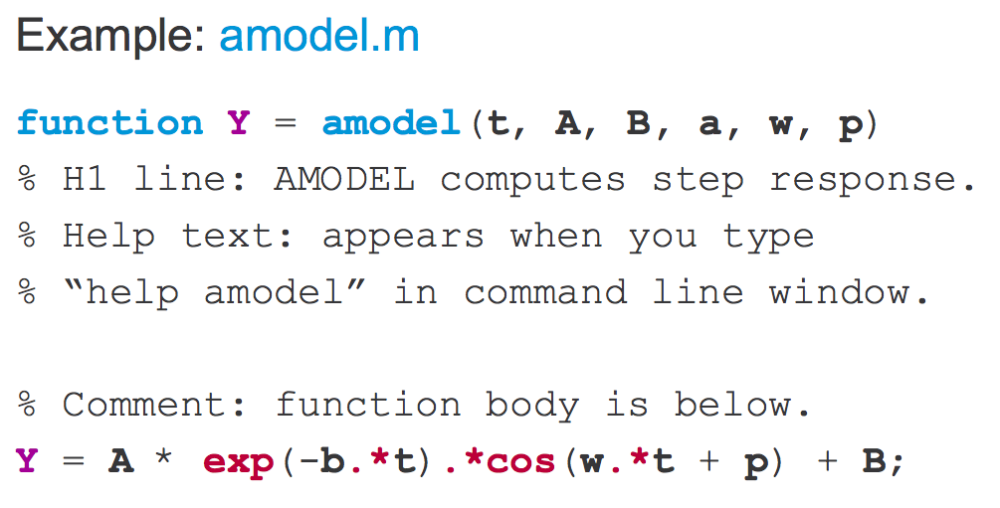 Example: amodel.m
function Y = amodel(t, A, B, a, w, p)
% H1 line: AMODEL computes step response.
% Help text: appears when you type
% “help amodel” in command line window.
% Comment: function body is below.
Y = A * exp(-b.*t).*cos(w.*t + p) + B;